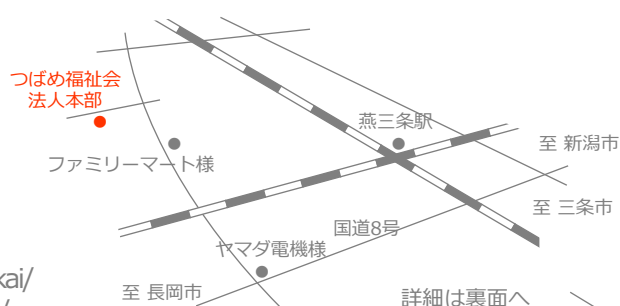 つばめ福祉会
法人本部
燕三条駅
至 新潟市
ファミリーマート様
至 三条市
国道8号
ヤマダ電機様
kai/
至 長岡市
詳細は裏面へ